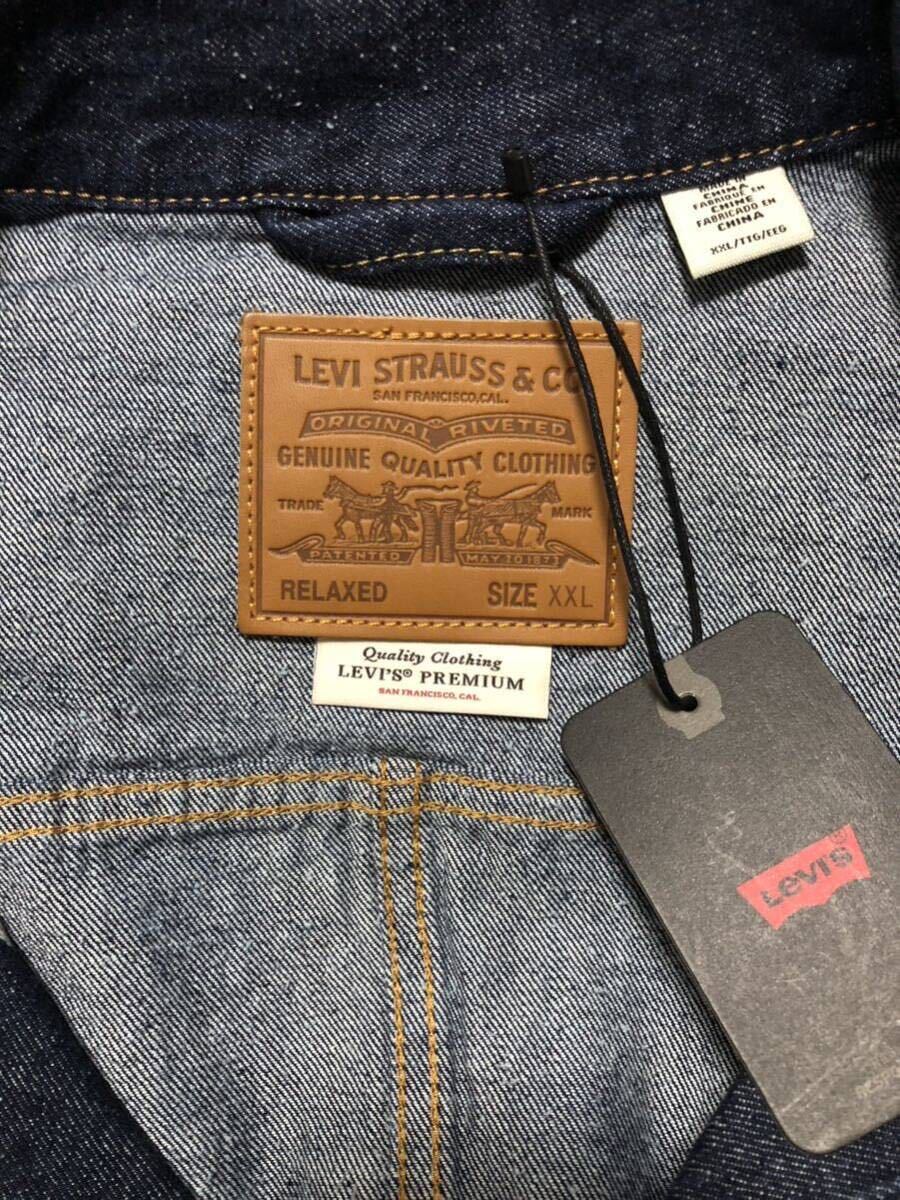 MADE IN
CHINA
FABRIQUÉ EN
CHINE
FABRICADO EN
CHINA
XXL/TTG/EEG
LEVI STRAUSS & CO
SAN FRANCISCO, CAL.
ORIGINAL RIVETED
GENUINE QUALITY CLOTHING
TRADE MARK
PATENTED MAY 20 1873
RELAXED SIZE XXL
Quality Clothing
LEVI'S® PREMIUM
SAN FRANCISCO, CAL.
LEVI'S®